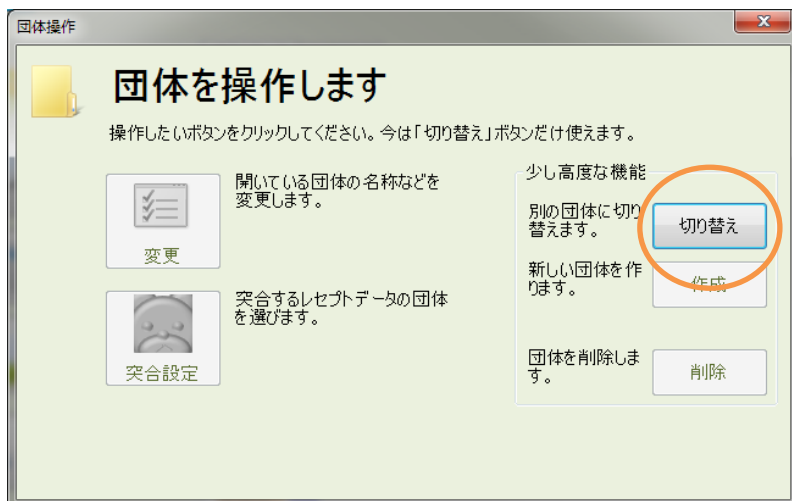 団体操作
団体を操作します
操作したいボタンをクリックしてください。今は「切り替え」ボタンだけ使えます。
開いている団体の名称などを
変更します。
変更
突合するレセプトデータの団体
を選びます。
突合設定
少し高度な機能
別の団体に切り
替えます。
切り替え
新しい団体を作
ります。
作成
団体を削除しま
す。
削除